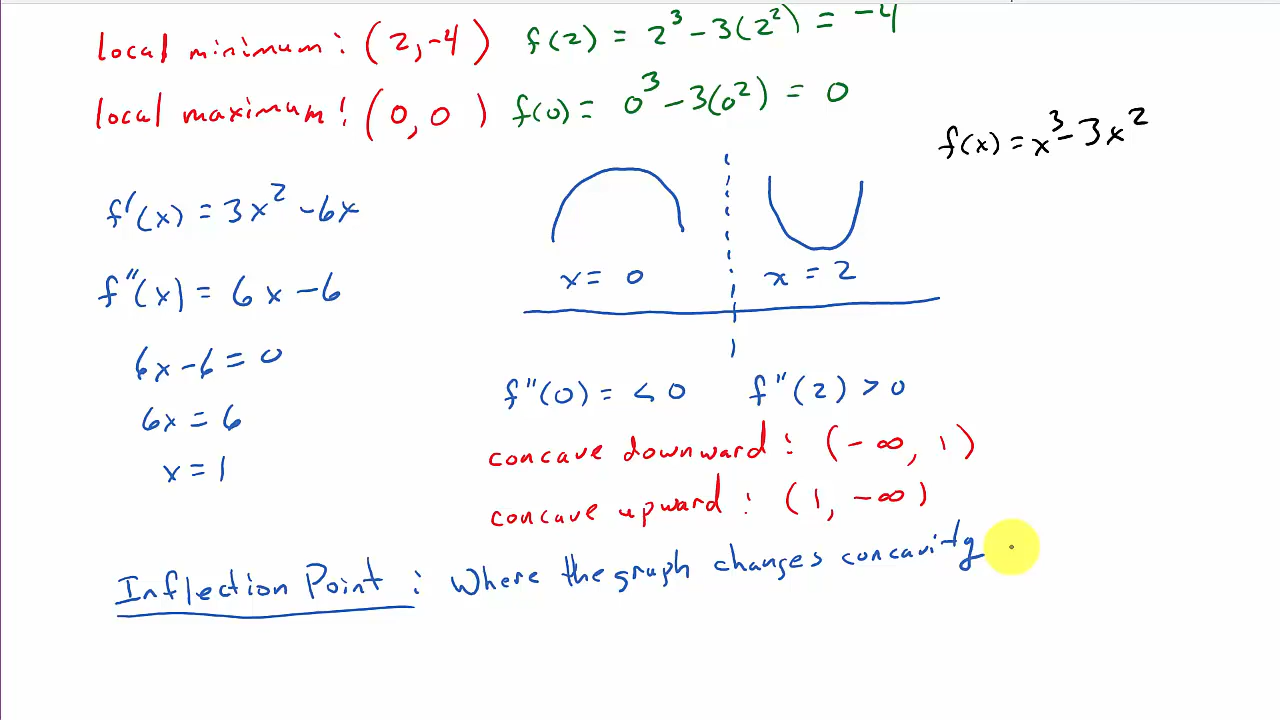 local minimum: (2,-4) f(2) = 2³-3(2²) = -4
local maximum: (0,0) f(0) = 0³-3(0²) = 0
f(x) = x³-3x²
f'(x) = 3x²-6x
f''(x) = 6x-6
6x-6=0
6x=6
x=1
x=0 x=2
1
f''(0) = <0 f''(2) >0
concave downward: (-∞, 1)
concave upward: (1, -∞)
Inflection Point: Where the graph changes concavity